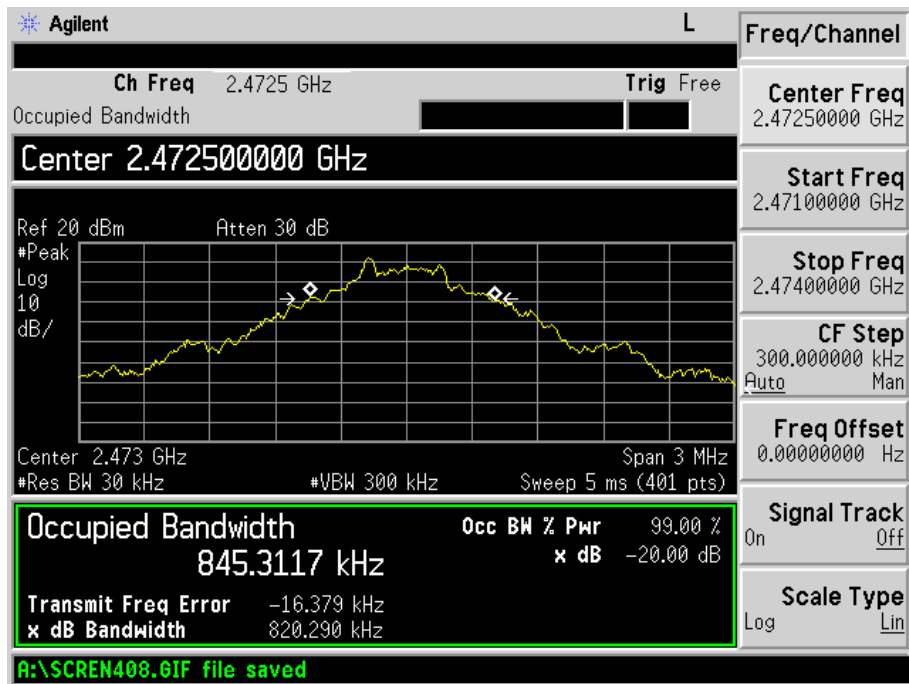 Agilent L
Ch Freq 2.4725 GHz Trig Free
Occupied Bandwidth
Center 2.472500000 GHz
Ref 20 dBm Atten 30 dB
#Peak
Log
10
dB/
Center 2.473 GHz Span 3 MHz
#Res BW 30 kHz #VBW 300 kHz Sweep 5 ms (401 pts)
Occupied Bandwidth Occ BW % Pwr 99.00 %
845.3117 kHz x dB -20.00 dB
Transmit Freq Error -16.379 kHz
x dB Bandwidth 820.290 kHz
A:\SCREN408.GIF file saved
Freq/Channel
Center Freq
2.47250000 GHz
Start Freq
2.47100000 GHz
Stop Freq
2.47400000 GHz
CF Step
300.000000 kHz
Auto Man
Freq Offset
0.00000000 Hz
Signal Track
On Off
Scale Type
Log Lin